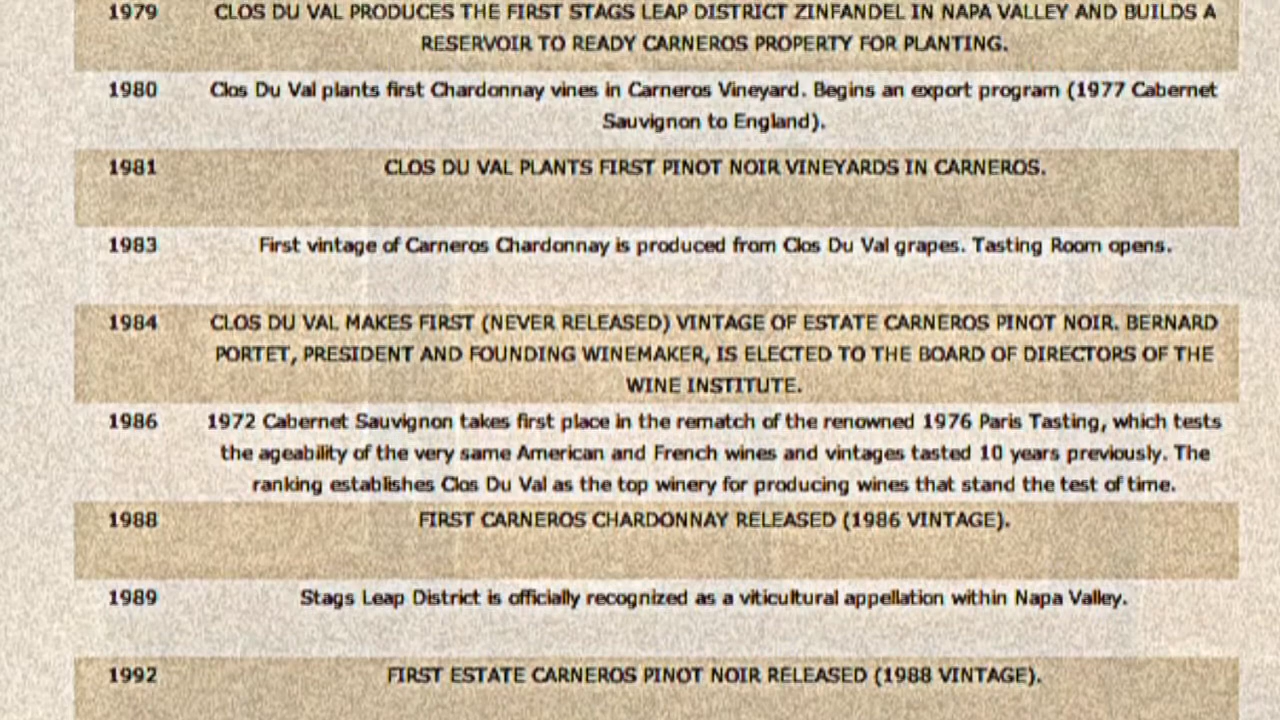 1979 CLOS DU VAL PRODUCES THE FIRST STAGS LEAP DISTRICT ZINFANDEL IN NAPA VALLEY AND BUILDS A
RESERVOIR TO READY CARNEROS PROPERTY FOR PLANTING.
1980 Clos Du Val plants first Chardonnay vines in Carneros Vineyard. Begins an export program (1977 Cabernet
Sauvignon to England).
1981 CLOS DU VAL PLANTS FIRST PINOT NOIR VINEYARDS IN CARNEROS.
1983 First vintage of Carneros Chardonnay is produced from Clos Du Val grapes. Tasting Room opens.
1984 CLOS DU VAL MAKES FIRST (NEVER RELEASED) VINTAGE OF ESTATE CARNEROS PINOT NOIR. BERNARD
PORTET, PRESIDENT AND FOUNDING WINEMAKER, IS ELECTED TO THE BOARD OF DIRECTORS OF THE
WINE INSTITUTE.
1986 1972 Cabernet Sauvignon takes first place in the rematch of the renowned 1976 Paris Tasting, which tests
the ageability of the very same American and French wines and vintages tasted 10 years previously. The
ranking establishes Clos Du Val as the top winery for producing wines that stand the test of time.
1988 FIRST CARNEROS CHARDONNAY RELEASED (1986 VINTAGE).
1989 Stags Leap District is officially recognized as a viticultural appellation within Napa Valley.
1992 FIRST ESTATE CARNEROS PINOT NOIR RELEASED (1988 VINTAGE).